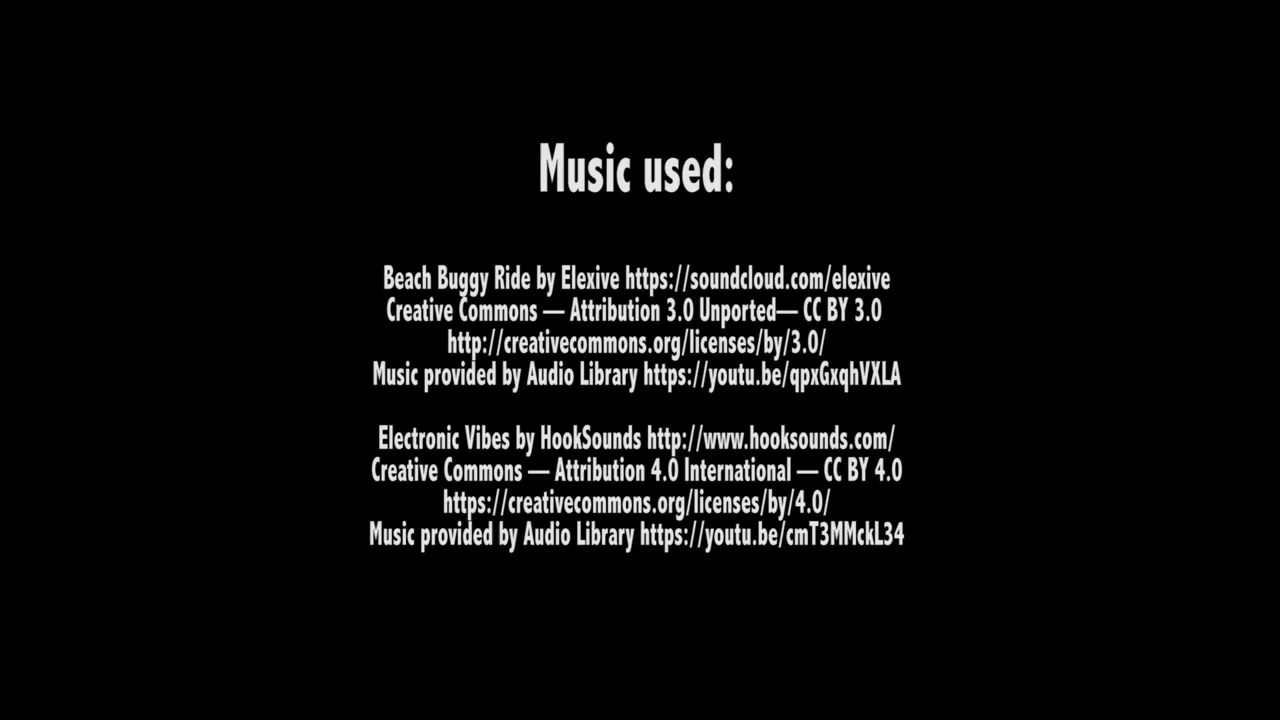 Music used:
Beach Buggy Ride by Elexive https://soundcloud.com/elexive
Creative Commons — Attribution 3.0 Unported— CC BY 3.0
http://creativecommons.org/licenses/by/3.0/
Music provided by Audio Library https://youtu.be/qpxGxqhVXLA
Electronic Vibes by HookSounds http://www.hooksounds.com/
Creative Commons — Attribution 4.0 International — CC BY 4.0
https://creativecommons.org/licenses/by/4.0/
Music provided by Audio Library https://youtu.be/cmT3MMckL34